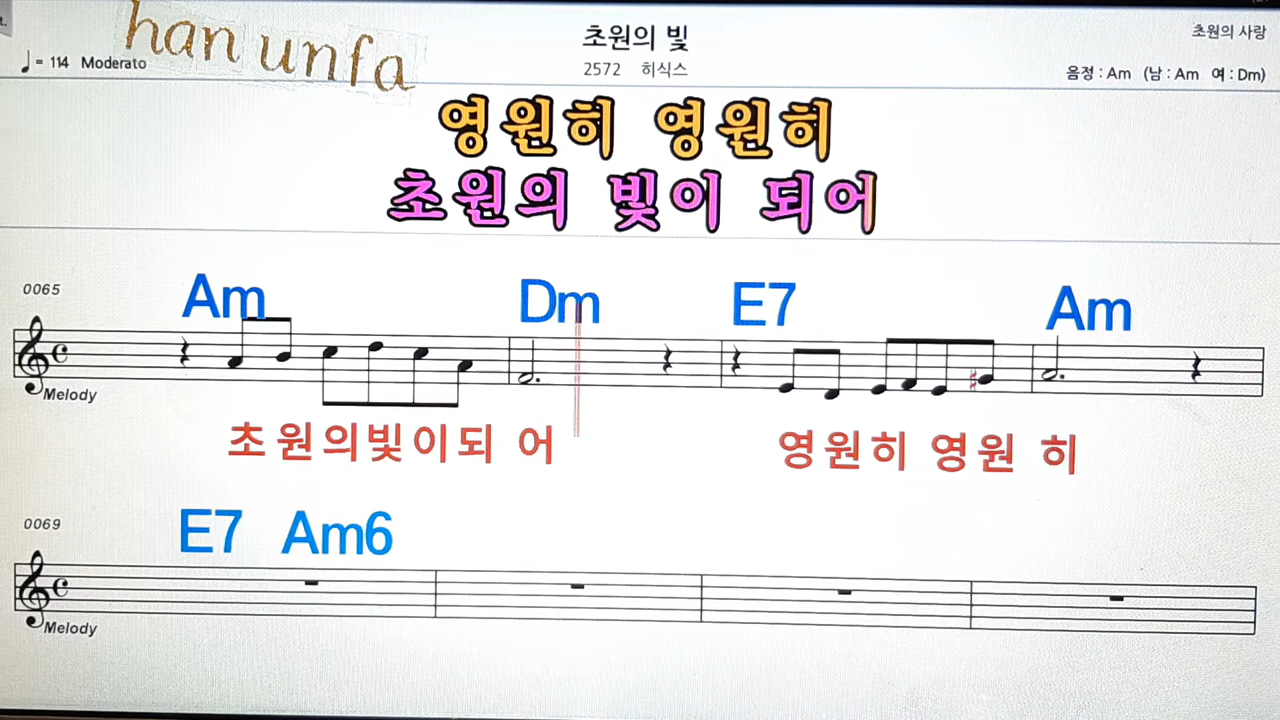 han unfa
초원의 빛
초원의 사랑
♩ = 114 Moderato
2572 히식스
음정 : Am (남 : Am 여 : Dm)
영원히 영원히
초원의 빛이 되어
0065 Am Dm E7 Am
Melody
초원의빛이되 어 영원히 영원 히
0069 E7 Am6
Melody